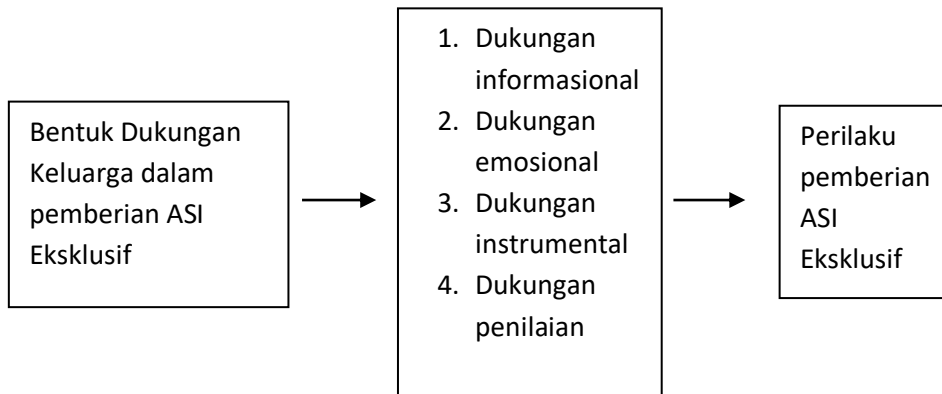 Bentuk Dukungan
Keluarga dalam
pemberian ASI
Eksklusif
1. Dukungan
informasional
2. Dukungan
emosional
3. Dukungan
instrumental
4. Dukungan
penilaian
Perilaku
pemberian
ASI
Eksklusif